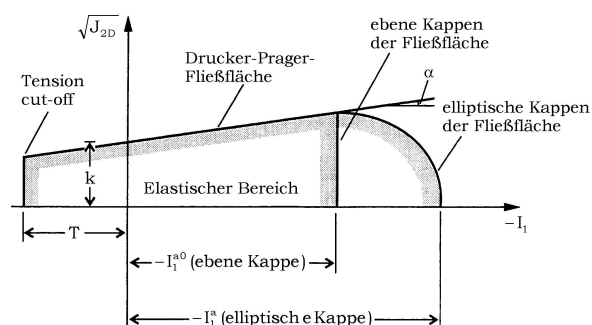 √J₂D
ebene Kappen
der Fließfläche
Drucker-Prager-
Fließfläche
α
Tension
cut-off
elliptische Kappen
der Fließfläche
k
Elastischer Bereich
−I₁
T
−I₁ᵃ⁰ (ebene Kappe)
−I₁ᵃ (elliptisch e Kappe)